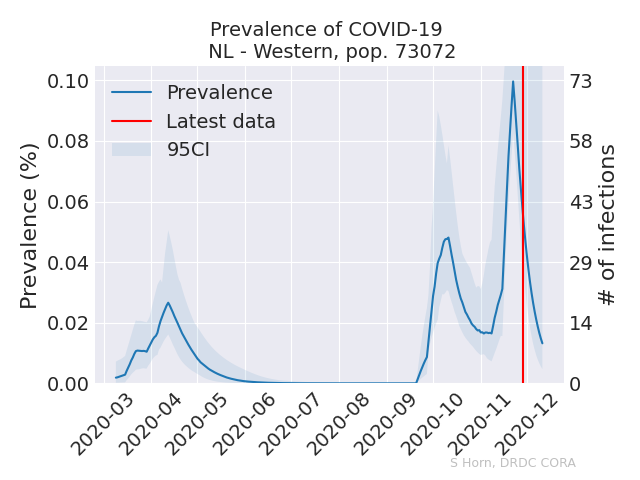 Prevalence of COVID-19
NL - Western, pop. 73072
Prevalence
Latest data
95CI
Prevalence (%)
0.10
0.08
0.06
0.04
0.02
0.00
73
58
43
29
14
0
# of infections
2020-03
2020-04
2020-05
2020-06
2020-07
2020-08
2020-09
2020-10
2020-11
2020-12
S Horn, DRDC CORA